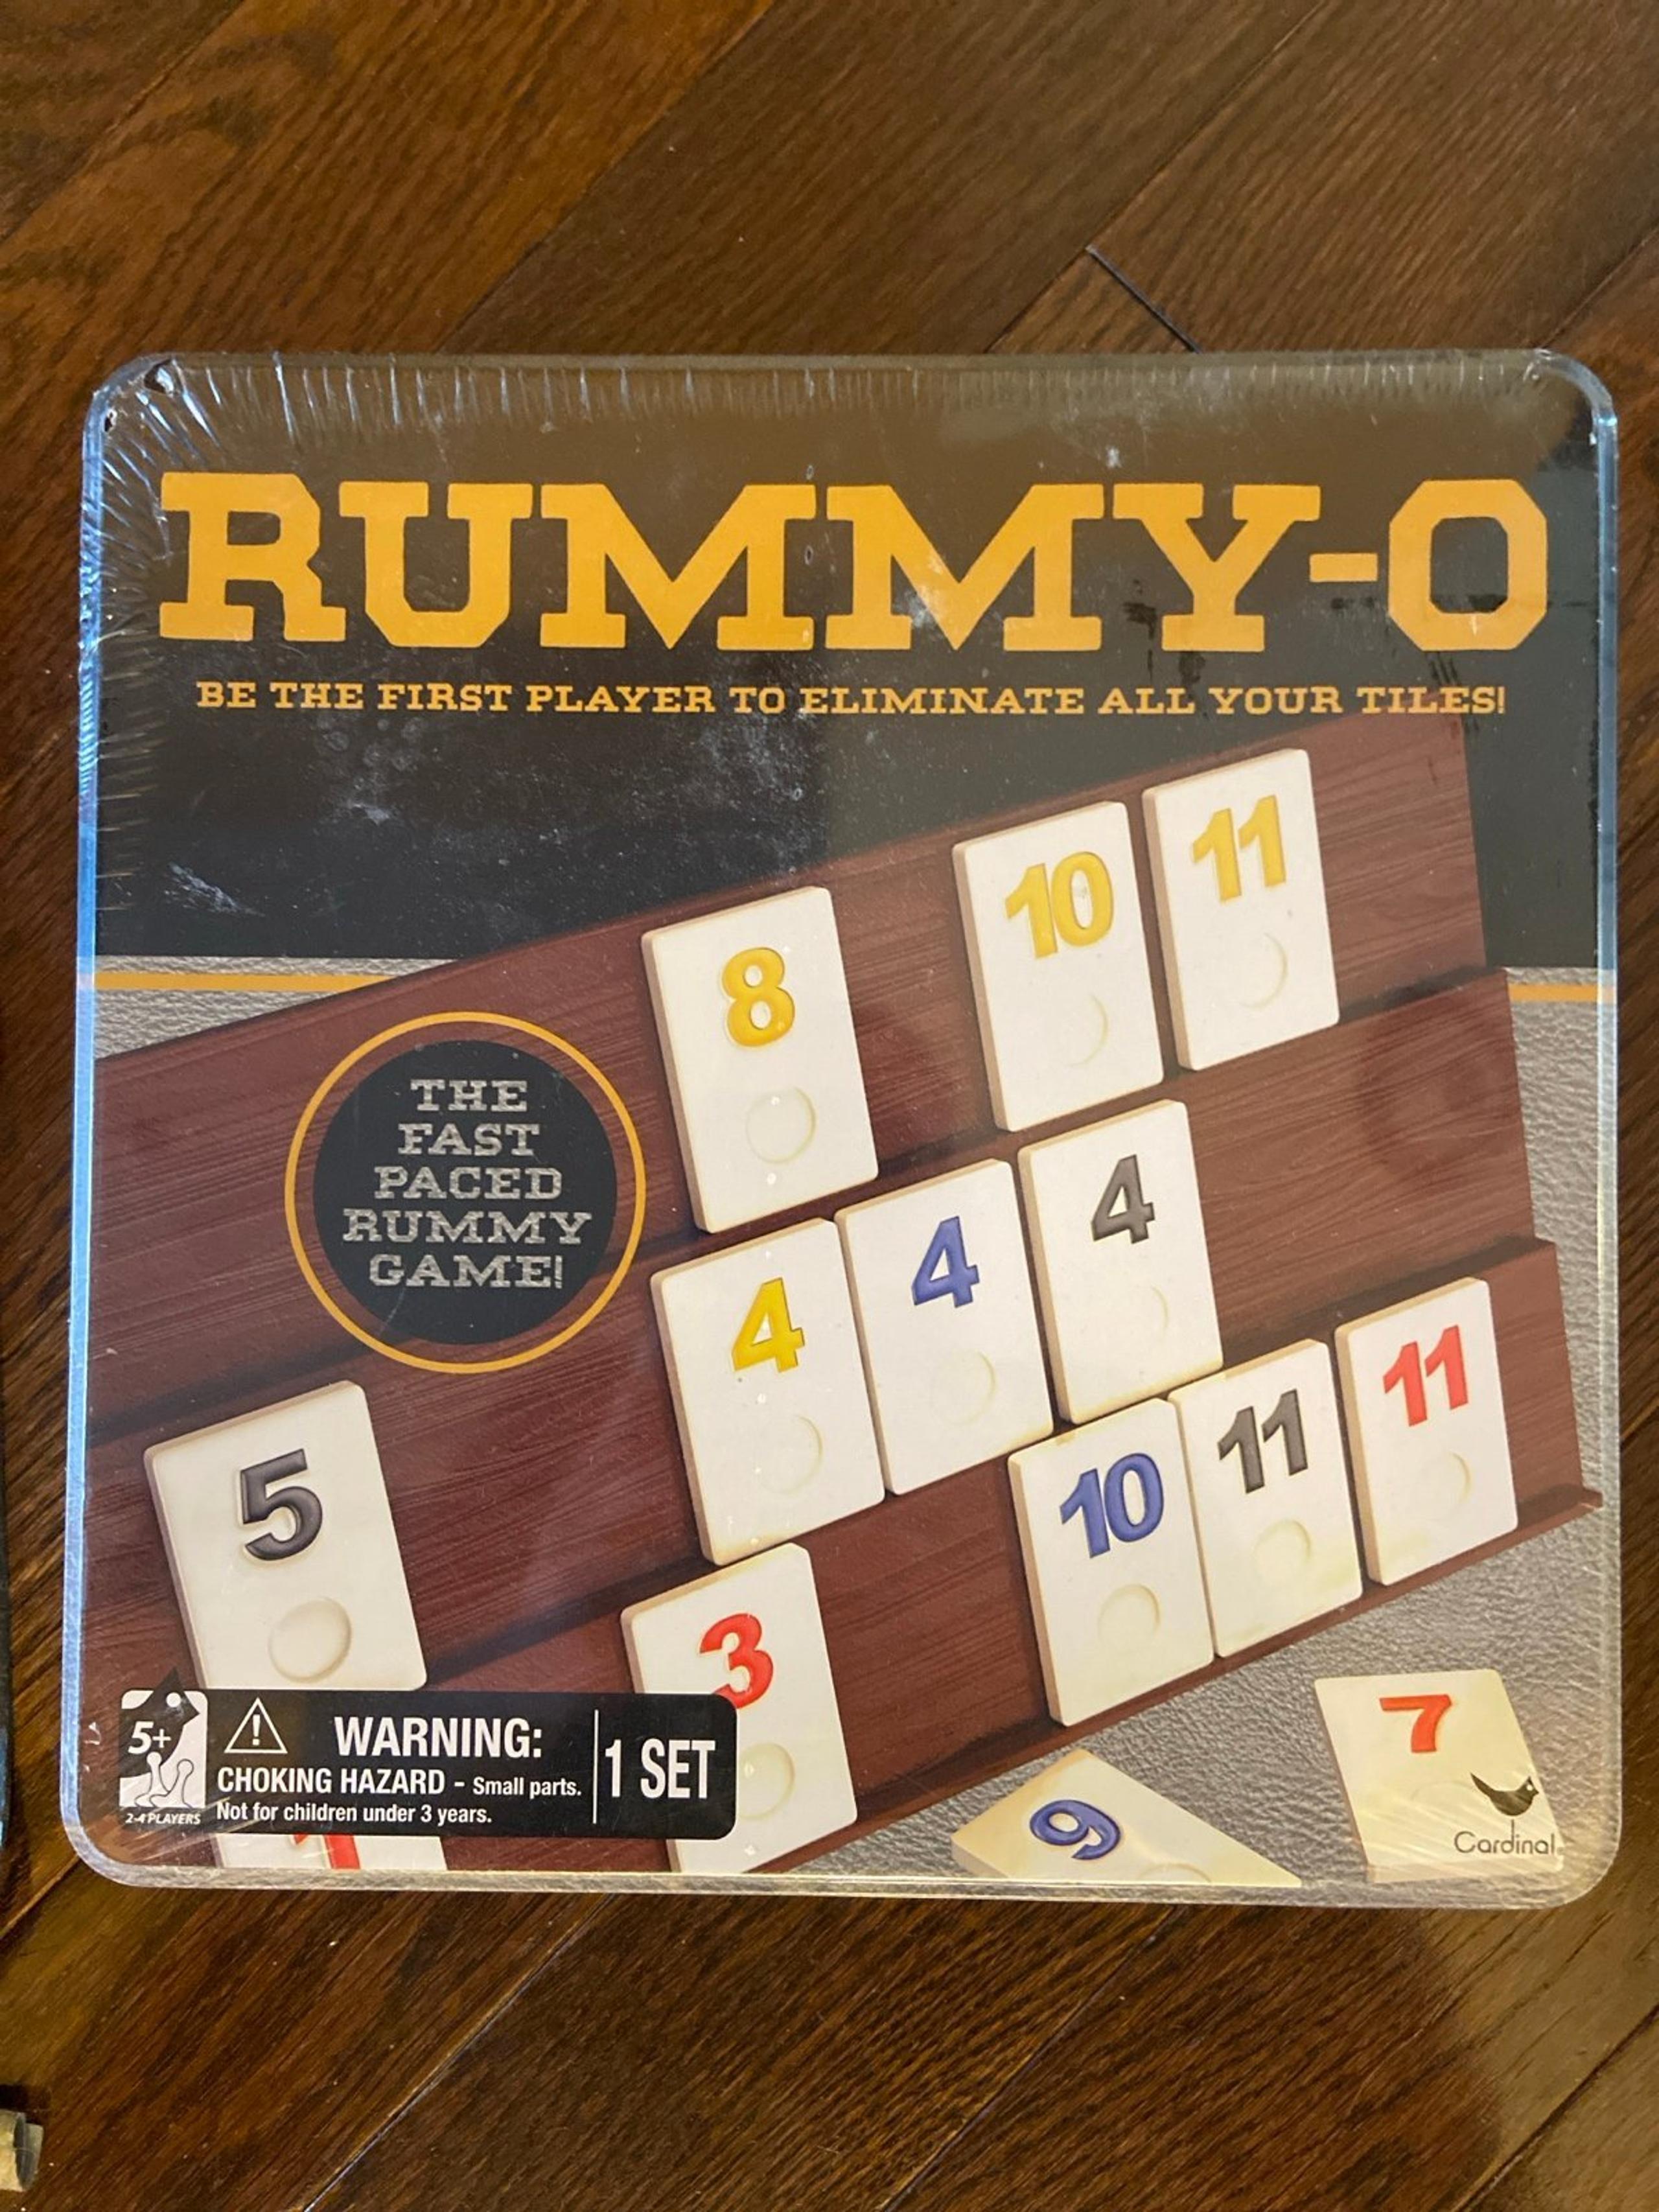 RUMMY-O
BE THE FIRST PLAYER TO ELIMINATE ALL YOUR TILES!
8
10
11
THE
FAST
PACED
RUMMY
GAME!
4
4
4
5
10
11
11
3
7
9
1
5+
2-4 PLAYERS
WARNING:
CHOKING HAZARD - Small parts.
Not for children under 3 years.
1 SET
Cardinal